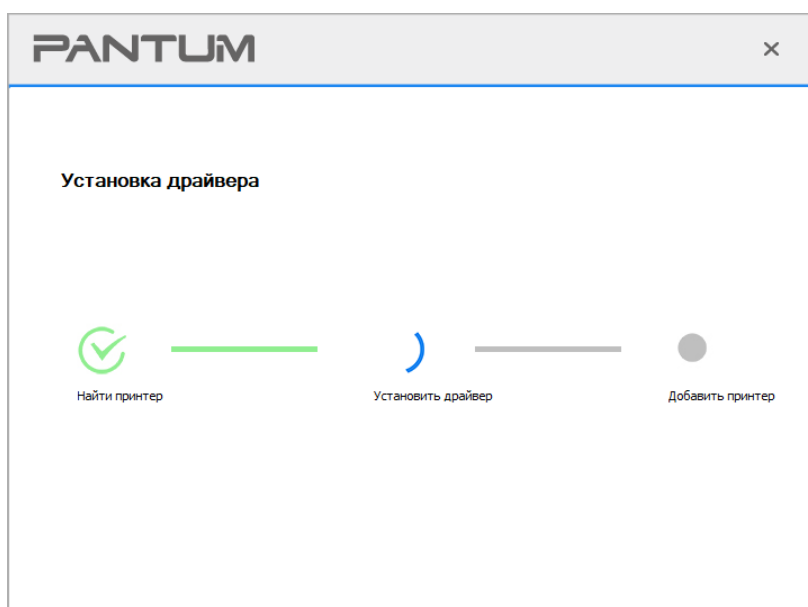 PANTUM
Установка драйвера
Найти принтер
Установить драйвер
Добавить принтер